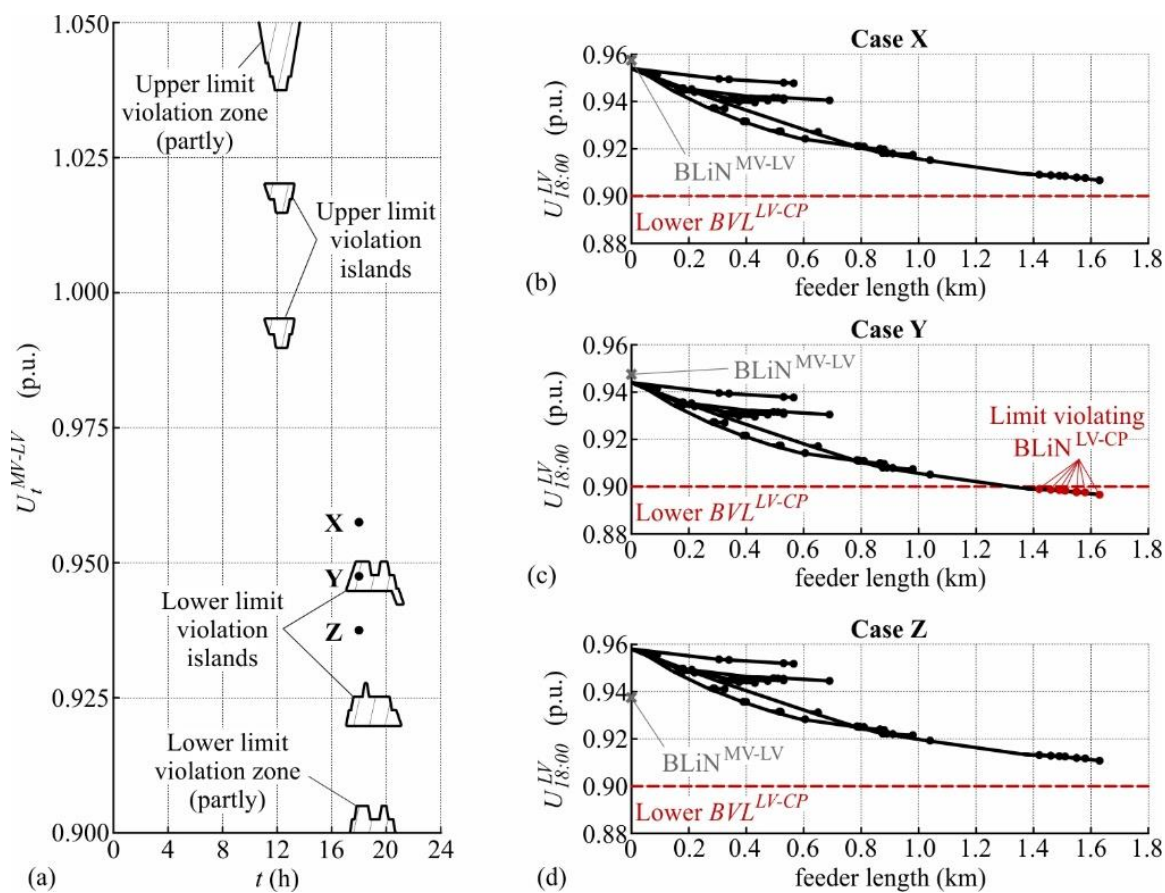 1.050
1.025
1.000
0.975
0.950
0.925
0.900
U_t^{MV-LV} (p.u.)
Upper limit
violation zone
(partly)
Upper limit
violation
islands
X
Y
Z
Lower limit
violation
islands
Lower limit
violation zone
(partly)
0 4 8 12 16 20 24
(a) t (h)
Case X
0.96
0.94
0.92
0.90
0.88
U_{18:00}^{LV} (p.u.)
BLiN^{MV-LV}
Lower BVL^{LV-CP}
0 0.2 0.4 0.6 0.8 1.0 1.2 1.4 1.6 1.8
(b) feeder length (km)
Case Y
0.96
0.94
0.92
0.90
0.88
U_{18:00}^{LV} (p.u.)
BLiN^{MV-LV}
Limit violating
BLiN^{LV-CP}
Lower BVL^{LV-CP}
0 0.2 0.4 0.6 0.8 1.0 1.2 1.4 1.6 1.8
(c) feeder length (km)
Case Z
0.96
0.94
0.92
0.90
0.88
U_{18:00}^{LV} (p.u.)
BLiN^{MV-LV}
Lower BVL^{LV-CP}
0 0.2 0.4 0.6 0.8 1.0 1.2 1.4 1.6 1.8
(d) feeder length (km)